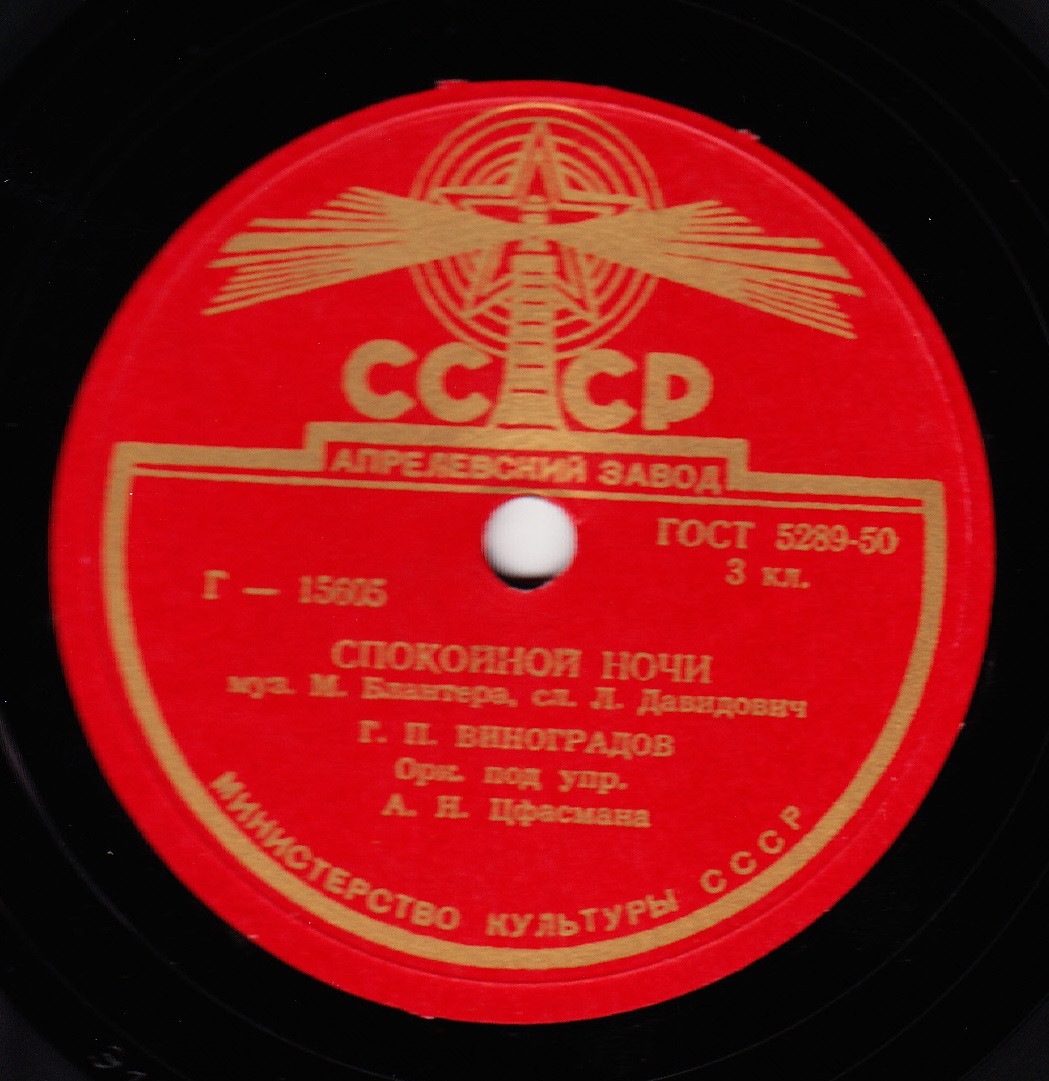 СССР
АПРЕЛЕВСКИЙ ЗАВОД
ГОСТ 5289-50
3 кл.
Г — 15605
СПОКОЙНОЙ НОЧИ
муз. М. Блантера, сл. Л. Давидович
Г. П. ВИНОГРАДОВ
Орк. под упр.
А. Н. Цфасмана
МИНИСТЕРСТВО КУЛЬТУРЫ СССР